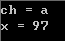 ch = a
x = 97